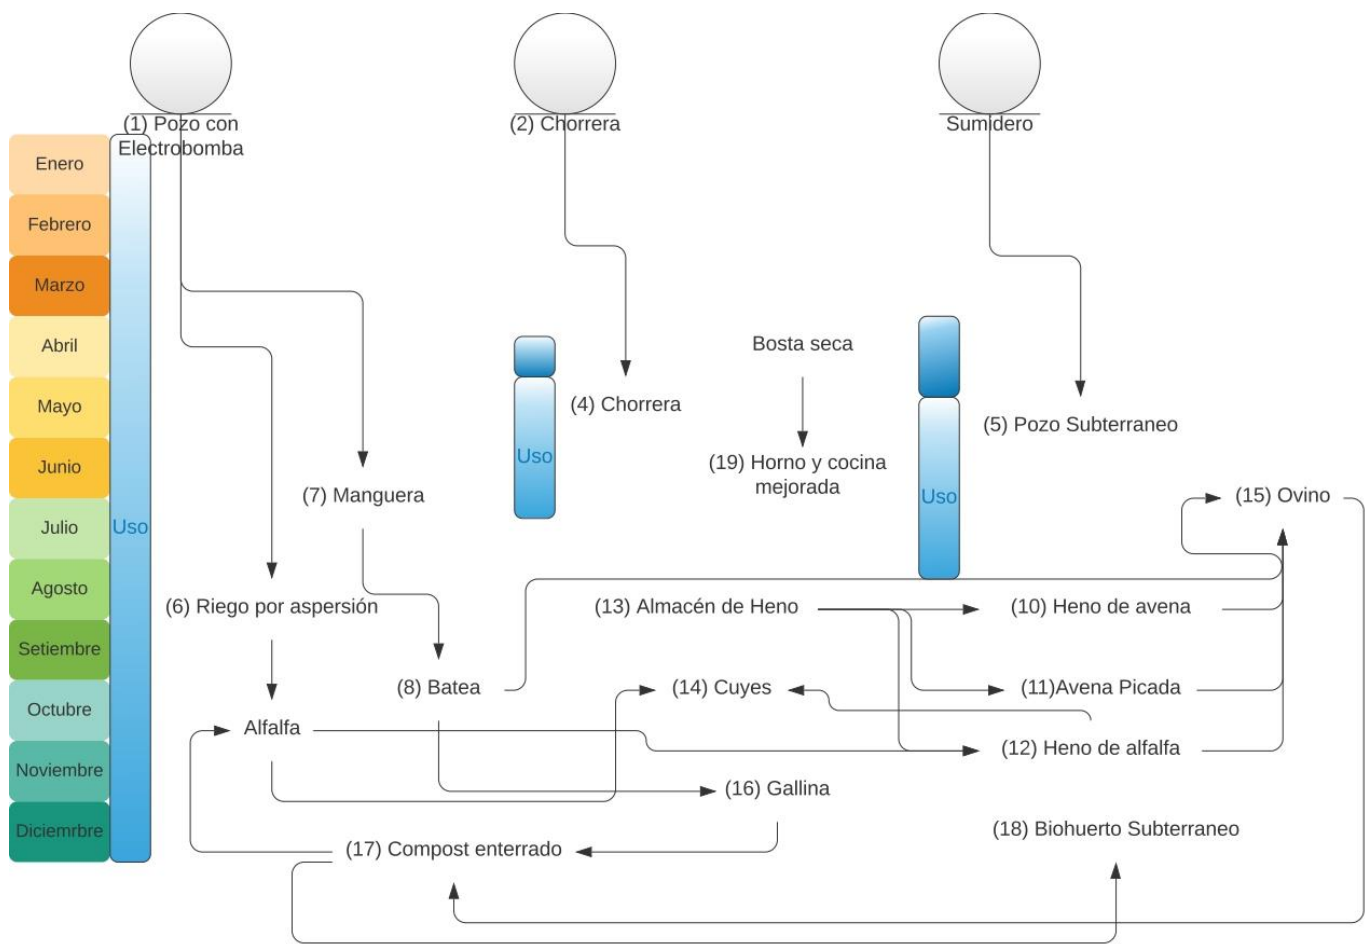 (1) Pozo con
Electrobomba
(2) Chorrera
Sumidero
Enero
Febrero
Marzo
Abril
Mayo
Junio
Julio
Agosto
Setiembre
Octubre
Noviembre
Diciemrbre
Uso
Uso
Uso
Bosta seca
(4) Chorrera
(5) Pozo Subterraneo
(19) Horno y cocina
mejorada
(7) Manguera
(15) Ovino
(6) Riego por aspersión
(13) Almacén de Heno
(10) Heno de avena
(8) Batea
(14) Cuyes
(11)Avena Picada
Alfalfa
(12) Heno de alfalfa
(16) Gallina
(18) Biohuerto Subterraneo
(17) Compost enterrado